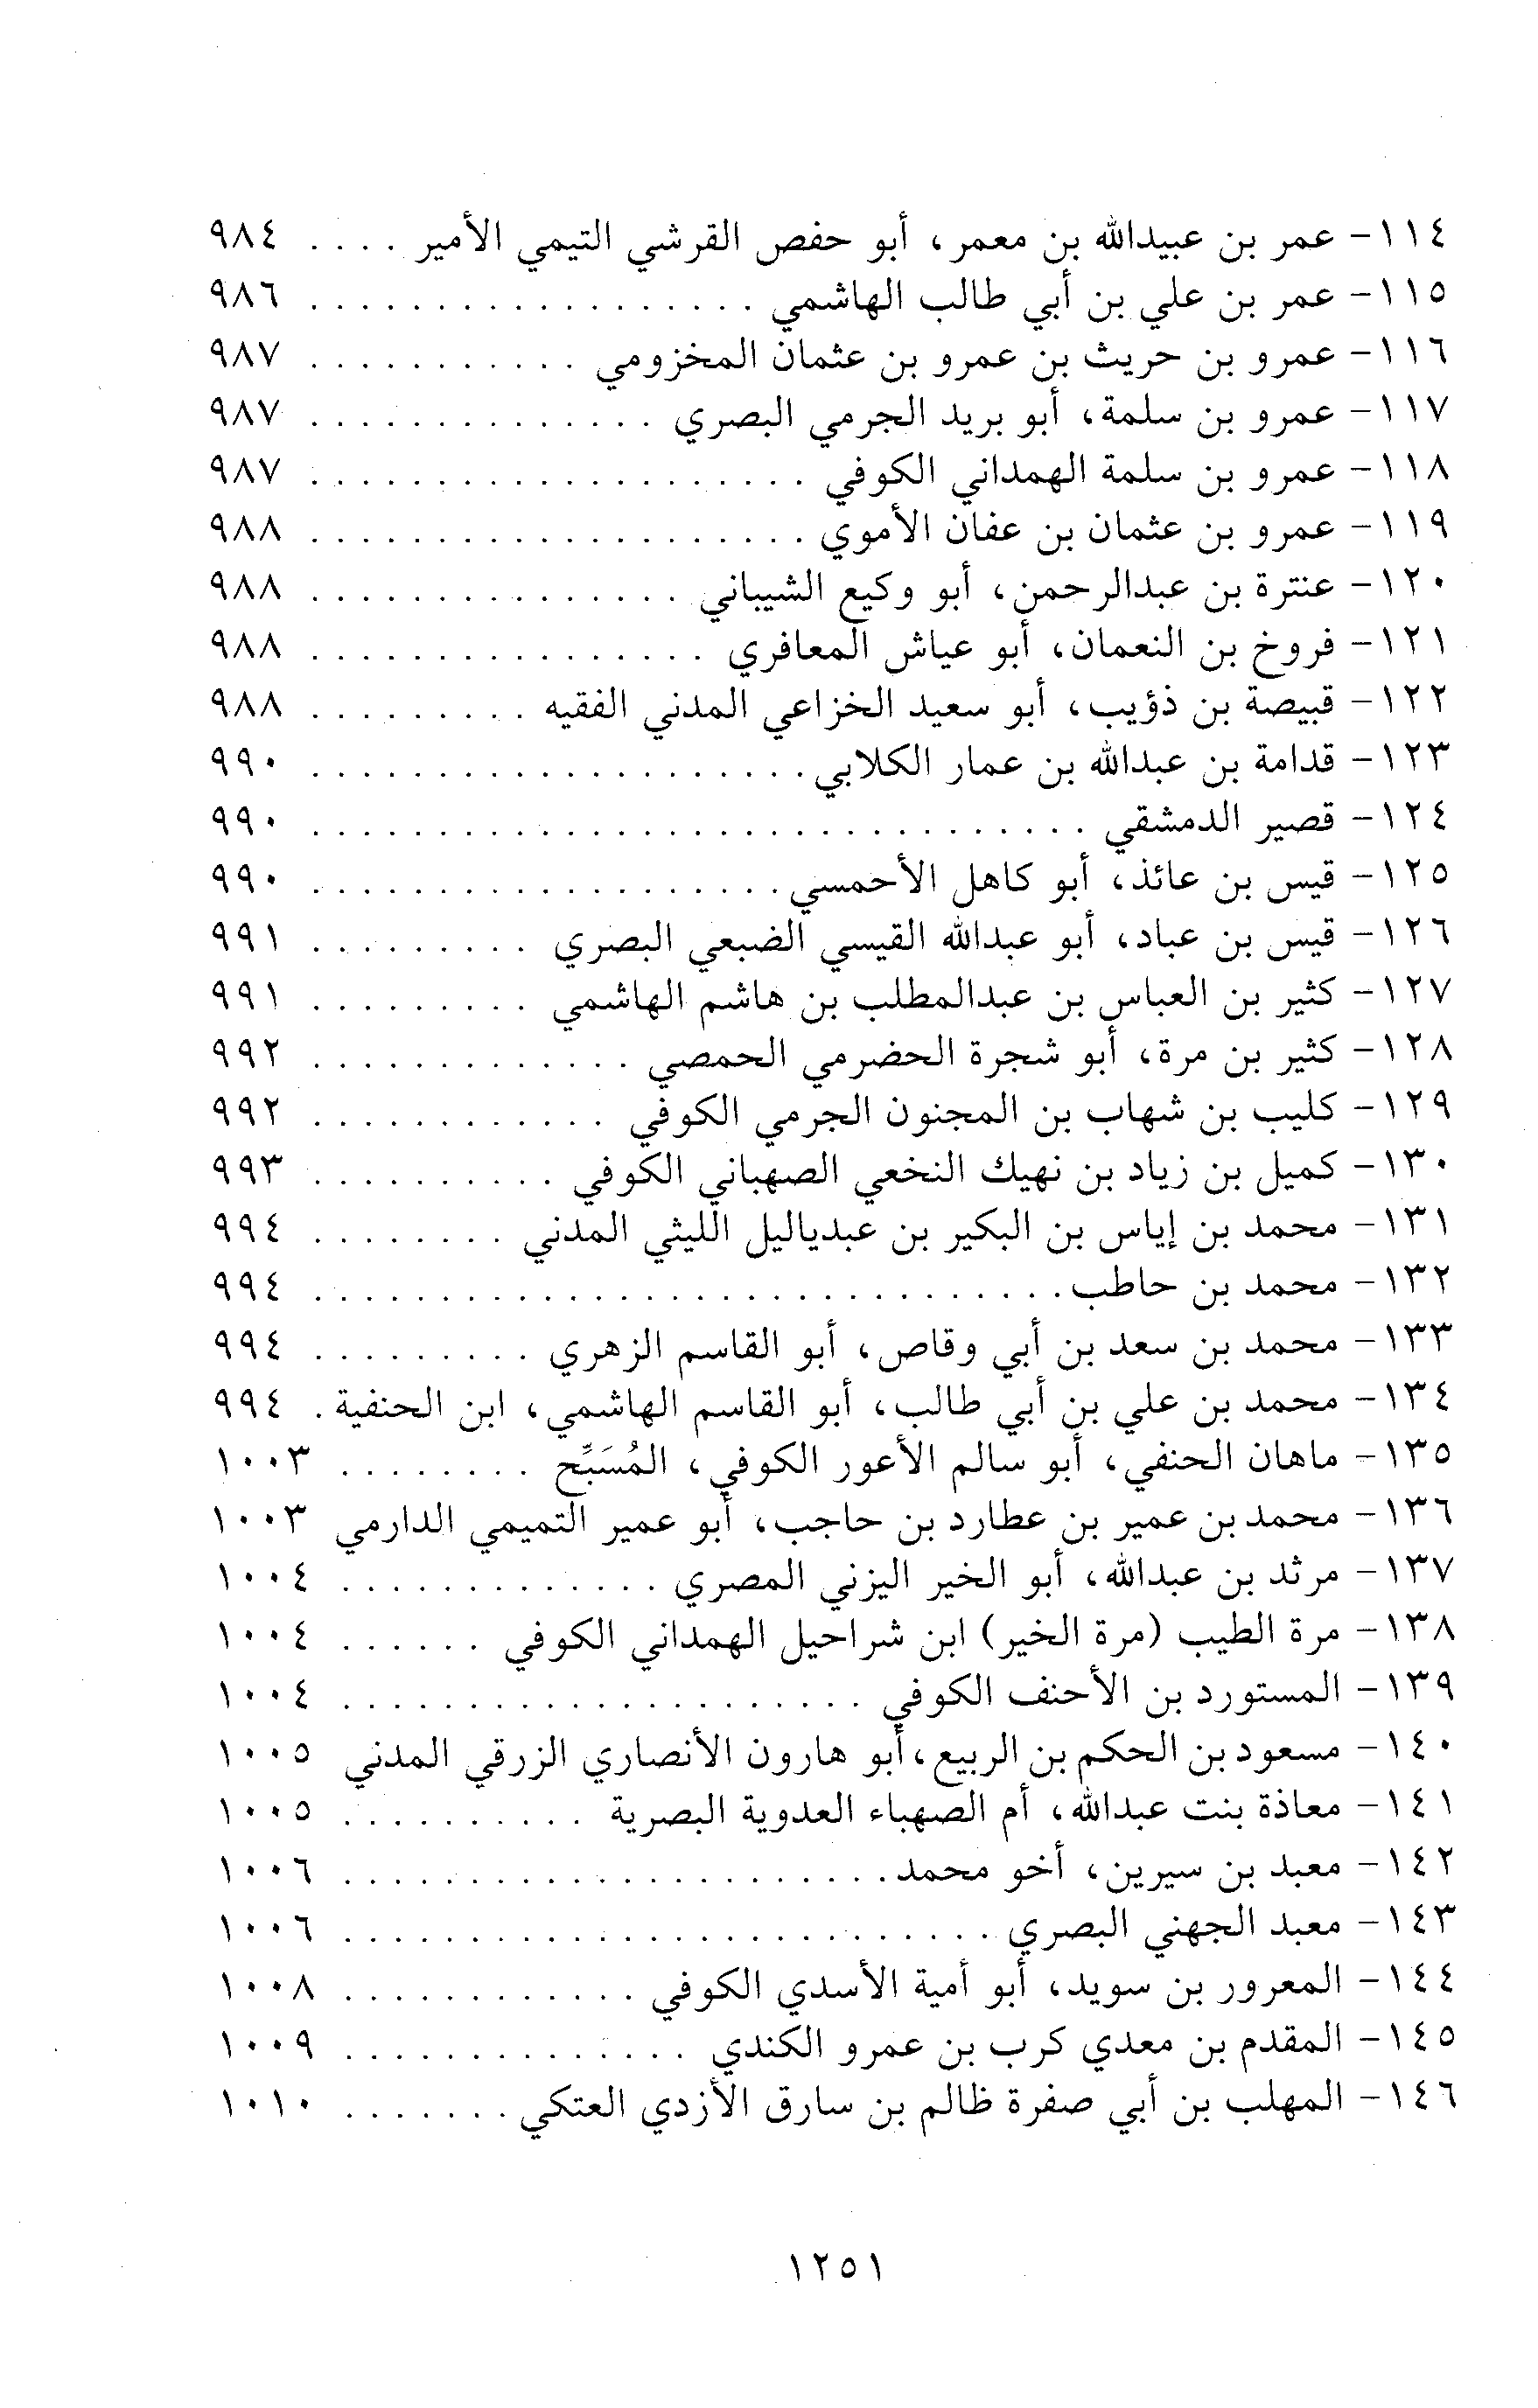 ١١٤- عمر بن عبيدالله بن معمر، أبو حفص القرشي التيمي الأمير . . . . ٩٨٤
١١٥- عمر بن علي بن أبي طالب الهاشمي . . . . . . . . . . . . . . . . . . ٩٨٦
١١٦- عمرو بن حريث بن عمرو بن عثمان المخزومي . . . . . . . . . . . ٩٨٧
١١٧- عمرو بن سلمة، أبو بريد الجرمي البصري . . . . . . . . . . . . . . ٩٨٧
١١٨- عمرو بن سلمة الهمداني الكوفي . . . . . . . . . . . . . . . . . . . . ٩٨٧
١١٩- عمرو بن عثمان بن عفان الأموي . . . . . . . . . . . . . . . . . . . . ٩٨٨
١٢٠- عنترة بن عبدالرحمن، أبو وكيع الشيباني . . . . . . . . . . . . . . . ٩٨٨
١٢١- فروخ بن النعمان، أبو عياش المعافري . . . . . . . . . . . . . . . . ٩٨٨
١٢٢- قبيصة بن ذؤيب، أبو سعيد الخزاعي المدني الفقيه . . . . . . . . . ٩٨٨
١٢٣- قدامة بن عبدالله بن عمار الكلابي . . . . . . . . . . . . . . . . . . . . ٩٩٠
١٢٤- قصير الدمشقي . . . . . . . . . . . . . . . . . . . . . . . . . . . . . . . ٩٩٠
١٢٥- قيس بن عائذ، أبو كاهل الأحمسي . . . . . . . . . . . . . . . . . . . ٩٩٠
١٢٦- قيس بن عباد، أبو عبدالله القيسي الضبعي البصري . . . . . . . . . ٩٩١
١٢٧- كثير بن العباس بن عبدالمطلب بن هاشم الهاشمي . . . . . . . . . ٩٩١
١٢٨- كثير بن مرة، أبو شجرة الحضرمي الحمصي . . . . . . . . . . . . . ٩٩٢
١٢٩- كليب بن شهاب بن المجنون الجرمي الكوفي . . . . . . . . . . . . ٩٩٢
١٣٠- كميل بن زياد بن نهيك النخعي الصهباني الكوفي . . . . . . . . . . ٩٩٣
١٣١- محمد بن إياس بن البكير بن عبدياليل الليثي المدني . . . . . . . . ٩٩٤
١٣٢- محمد بن حاطب . . . . . . . . . . . . . . . . . . . . . . . . . . . . . . ٩٩٤
١٣٣- محمد بن سعد بن أبي وقاص، أبو القاسم الزهري . . . . . . . . . ٩٩٤
١٣٤- محمد بن علي بن أبي طالب، أبو القاسم الهاشمي، ابن الحنفية . ٩٩٤
١٣٥- ماهان الحنفي، أبو سالم الأعور الكوفي، المُسَبِّح . . . . . . . . ١٠٠٣
١٣٦- محمد بن عمير بن عطارد بن حاجب، أبو عمير التميمي الدارمي ١٠٠٣
١٣٧- مرثد بن عبدالله، أبو الخير اليزني المصري . . . . . . . . . . . . . ١٠٠٤
١٣٨- مرة الطيب (مرة الخير) ابن شراحيل الهمداني الكوفي . . . . . . ١٠٠٤
١٣٩- المستورد بن الأحنف الكوفي . . . . . . . . . . . . . . . . . . . . . ١٠٠٤
١٤٠- مسعود بن الحكم بن الربيع، أبو هارون الأنصاري الزرقي المدني ١٠٠٥
١٤١- معاذة بنت عبدالله، أم الصهباء العدوية البصرية . . . . . . . . . . ١٠٠٥
١٤٢- معبد بن سيرين، أخو محمد . . . . . . . . . . . . . . . . . . . . . . ١٠٠٦
١٤٣- معبد الجهني البصري . . . . . . . . . . . . . . . . . . . . . . . . . . ١٠٠٦
١٤٤- المعرور بن سويد، أبو أمية الأسدي الكوفي . . . . . . . . . . . . ١٠٠٨
١٤٥- المقدم بن معدي كرب بن عمرو الكندي . . . . . . . . . . . . . . ١٠٠٩
١٤٦- المهلب بن أبي صفرة ظالم بن سارق الأزدي العتكي . . . . . . . ١٠١٠
١٢٥١